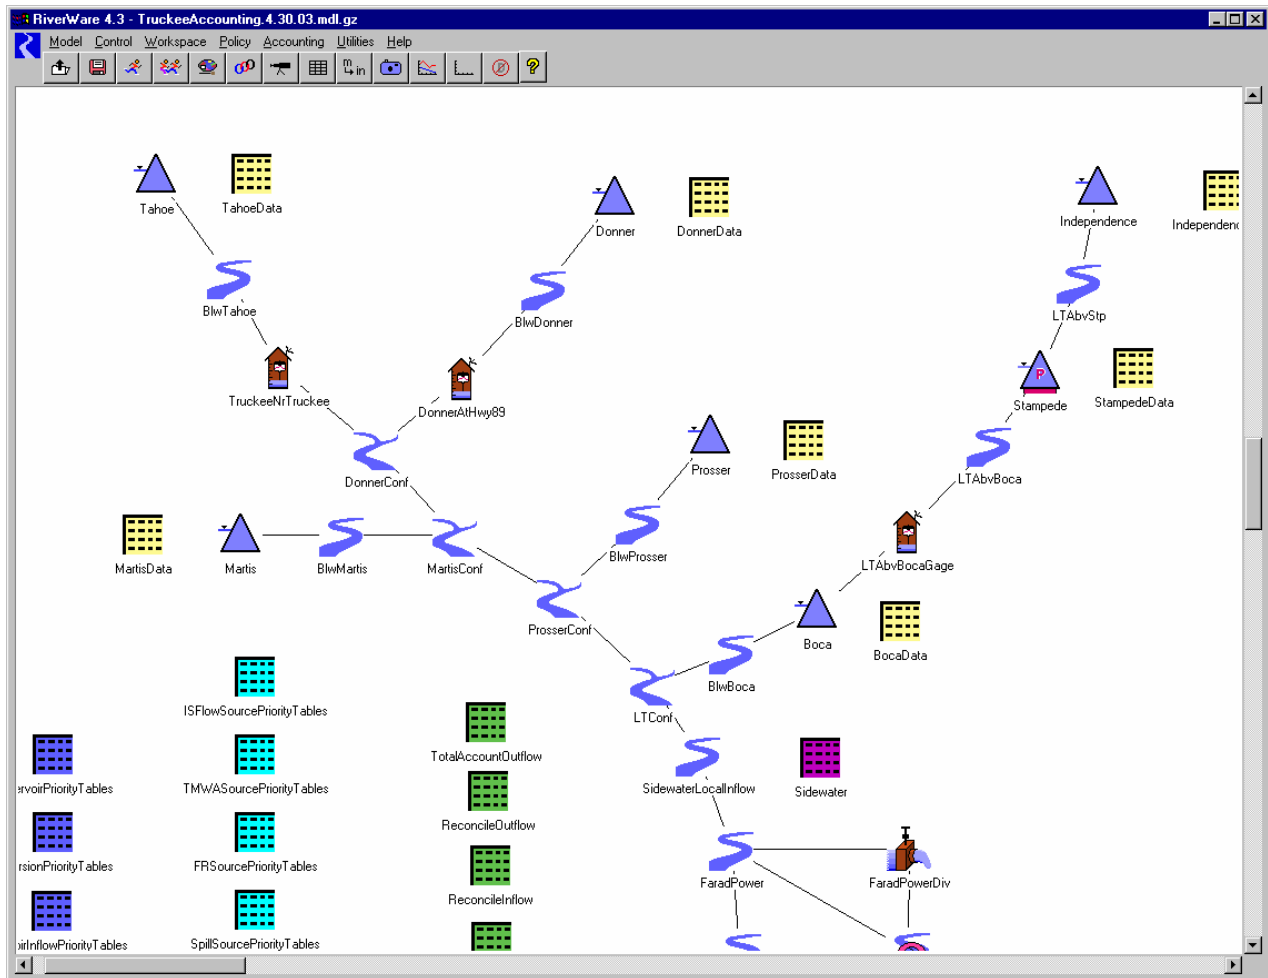 RiverWare 4.3 - TruckeeAccounting.4.30.03.mdl.gz
Model Control Workspace Policy Accounting Utilities Help
m
in
?
Tahoe
TahoeData
Donner
DonnerData
Independence
Independenc
BlwTahoe
BlwDonner
LTAbvStp
TruckeeNrTruckee
DonnerAtHwy89
P
Stampede
StampedeData
DonnerConf
Prosser
ProsserData
LTAbvBoca
MartisData
Martis
BlwMartis
MartisConf
BlwProsser
LTAbvBocaGage
ProsserConf
Boca
BocaData
BlwBoca
ISFlowSourcePriorityTables
LTConf
TotalAccountOutflow
ervoirPriorityTables
TMWASourcePriorityTables
SidewaterLocalInflow
Sidewater
ReconcileOutflow
rsionPriorityTables
FRSourcePriorityTables
FaradPower
FaradPowerDiv
ReconcileInflow
oirInflowPriorityTables
SpillSourcePriorityTables